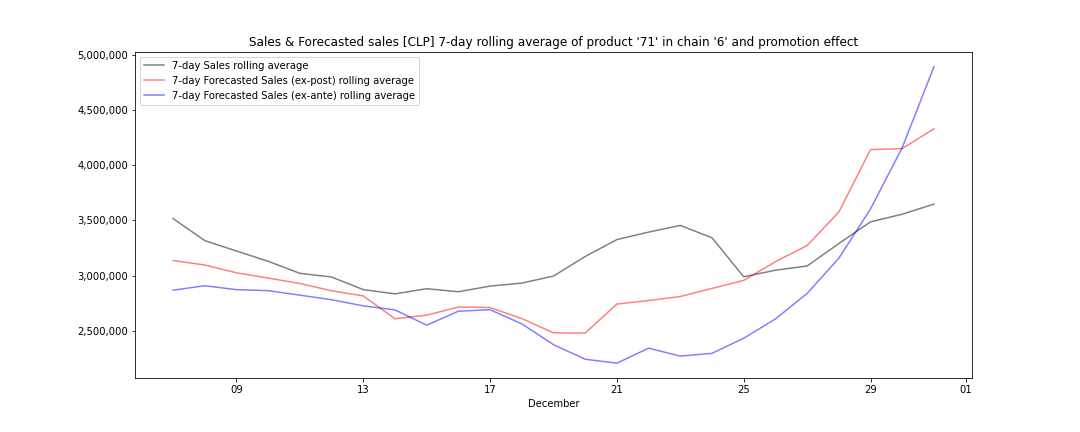 Sales & Forecasted sales [CLP] 7-day rolling average of product '71' in chain '6' and promotion effect
5,000,000
4,500,000
4,000,000
3,500,000
3,000,000
2,500,000
7-day Sales rolling average
7-day Forecasted Sales (ex-post) rolling average
7-day Forecasted Sales (ex-ante) rolling average
09 13 17 21 25 29 01
December